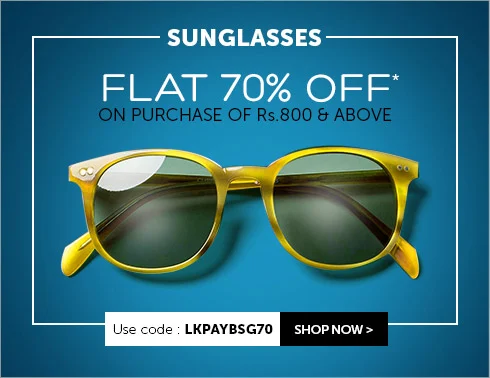 SUNGLASSES
FLAT 70% OFF*
ON PURCHASE OF Rs.800 & ABOVE
Use code : LKPAYBSG70 SHOP NOW >